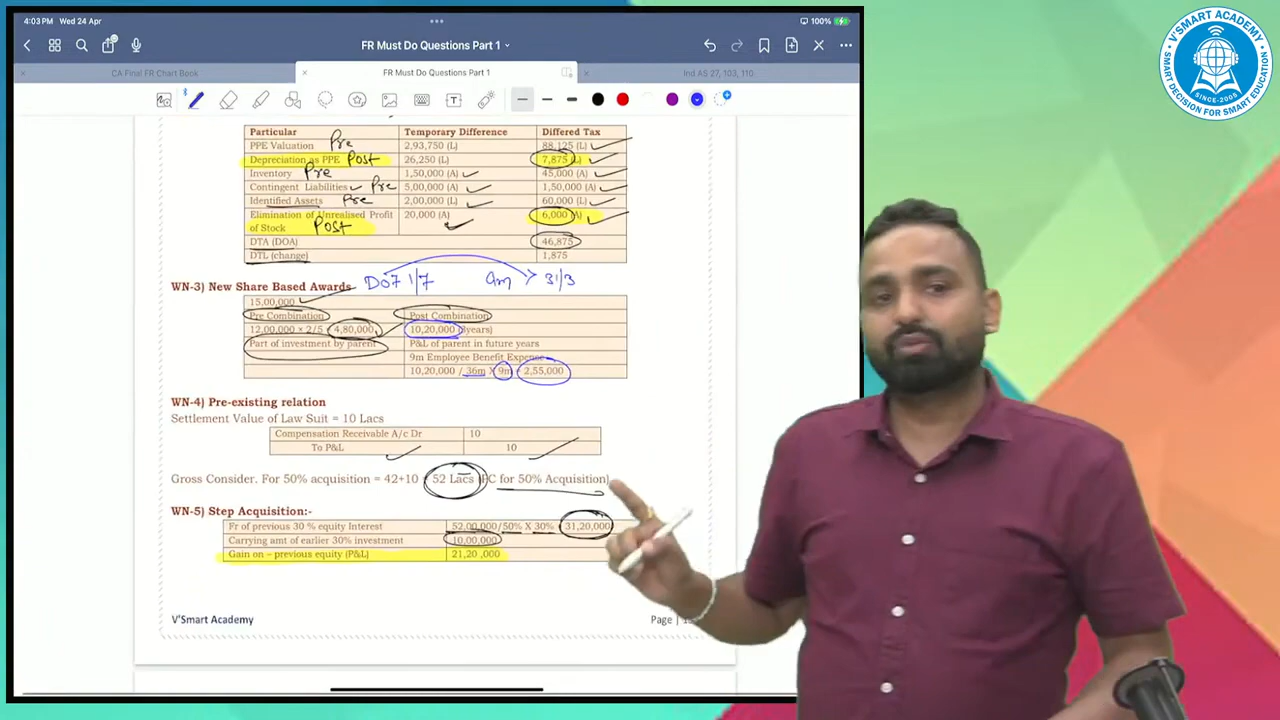 4:03 PM Wed 24 Apr
100%
FR Must Do Questions Part 1
CA Final FR Chart Book
FR Must Do Questions Part 1
Ind AS 27, 103, 110
Particular Temporary Difference Differed Tax
PPE Valuation Pre 2,93,750 (L) 88,125 (L)
Depreciation as PPE Post 26,250 (L) 7,875 (L)
Inventory Pre 1,50,000 (A) 45,000 (A)
Contingent Liabilities Pre 5,00,000 (A) 1,50,000 (A)
Identified Assets Pre 2,00,000 (L) 60,000 (L)
Elimination of Unrealised Profit 20,000 (A) 6,000 (A)
of Stock Post
DTA (DOA) 46,875
DTL (change) 1,875
WN-3) New Share Based Awards 1/7 9m 31/3
15,00,000
Pre Combination Post Combination
12,00,000 * 2/5 4,80,000 10,20,000 (3years)
Part of investment by parent P&L of parent in future years
9m Employee Benefit Expense
10,20,000 / 36m X 9m 2,55,000
WN-4) Pre-existing relation
Settlement Value of Law Suit = 10 Lacs
Compensation Receivable A/c Dr 10
To P&L 10
Gross Consider. For 50% acquisition = 42+10 52 Lacs (PC for 50% Acquisition)
WN-5) Step Acquisition:-
Fr of previous 30 % equity Interest 52,00,000/50% X 30% 31,20,000
Carrying amt of earlier 30% investment 10,00,000
Gain on – previous equity (P&L) 21,20 ,000
V'Smart Academy Page |
V'SMART ACADEMY
SMART DECISION FOR SMART EDUCATION
SINCE-2008